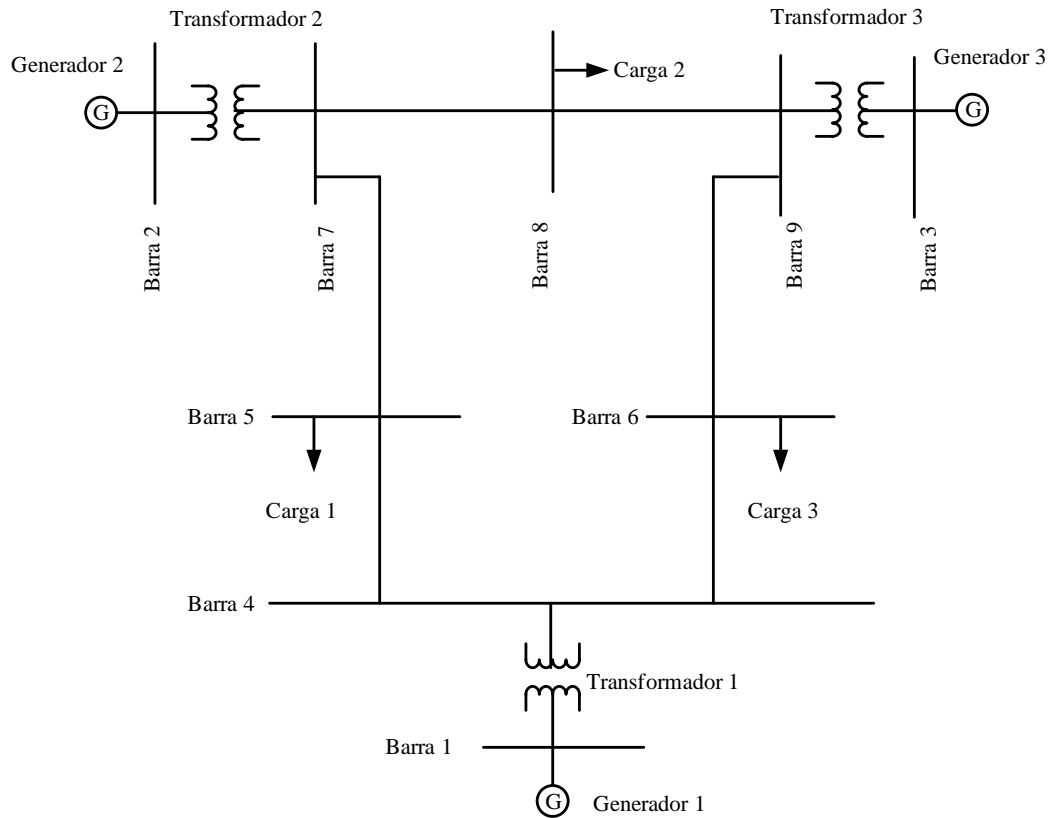 Transformador 2
Transformador 3
Generador 2
Carga 2
Generador 3
G
G
Barra 2
Barra 7
Barra 8
Barra 9
Barra 3
Barra 5
Barra 6
Carga 1
Carga 3
Barra 4
Transformador 1
Barra 1
G
Generador 1